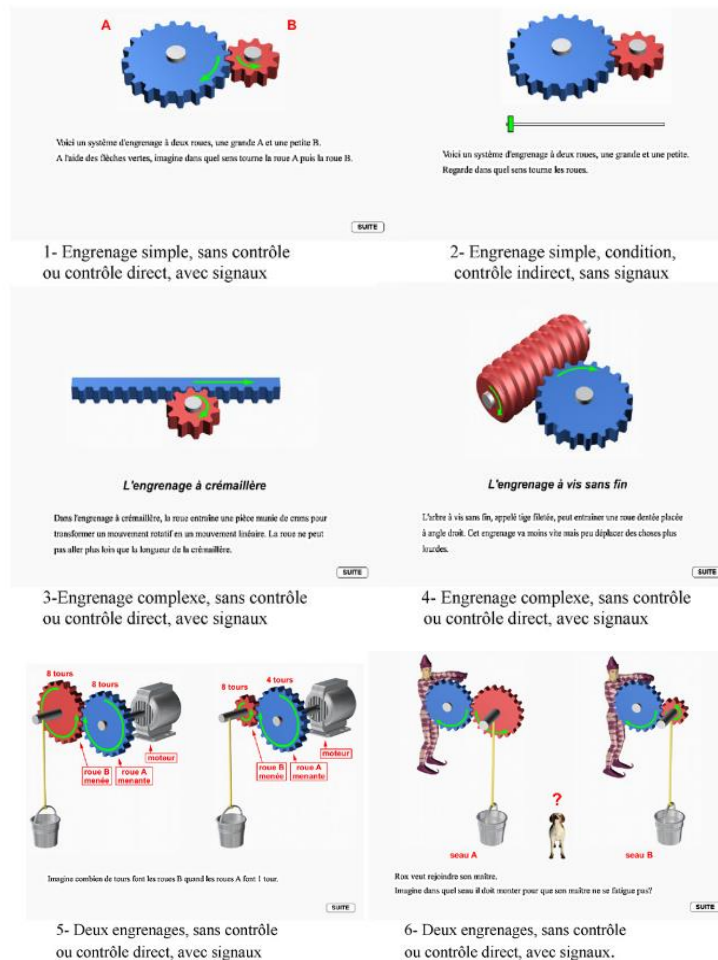 A B
Voici un système d'engrenage à deux roues, une grande A et une petite B.
A l'aide des flèches vertes, imagine dans quel sens tourne la roue A puis la roue B.
SUITE
1- Engrenage simple, sans contrôle
ou contrôle direct, avec signaux
Voici un système d'engrenage à deux roues, une grande et une petite.
Regarde dans quel sens tourne les roues.
2- Engrenage simple, condition,
contrôle indirect, sans signaux
L'engrenage à crémaillère
Dans l'engrenage à crémaillère, la roue entraîne une pièce munie de crans pour
transformer un mouvement rotatif en un mouvement linéaire. La roue ne peut
pas aller plus loin que la longueur de la crémaillère.
SUITE
3-Engrenage complexe, sans contrôle
ou contrôle direct, avec signaux
L'engrenage à vis sans fin
L'arbre à vis sans fin, appelé tige filetée, peut entrainer une roue dentée placée
à angle droit. Cet engrenage va moins vite mais peu déplacer des choses plus
lourdes.
SUITE
4- Engrenage complexe, sans contrôle
ou contrôle direct, avec signaux
8 tours
8 tours
moteur
roue B
menée
roue A
menante
8 tours
4 tours
moteur
roue B
menée
roue A
menante
Imagine combien de tours font les roues B quand les roues A font 1 tour.
SUITE
5- Deux engrenages, sans contrôle
ou contrôle direct, avec signaux
?
seau A
seau B
Rox veut rejoindre son maître.
Imagine dans quel seau il doit monter pour que son maître ne se fatigue pas?
SUITE
6- Deux engrenages, sans contrôle
ou contrôle direct, avec signaux.